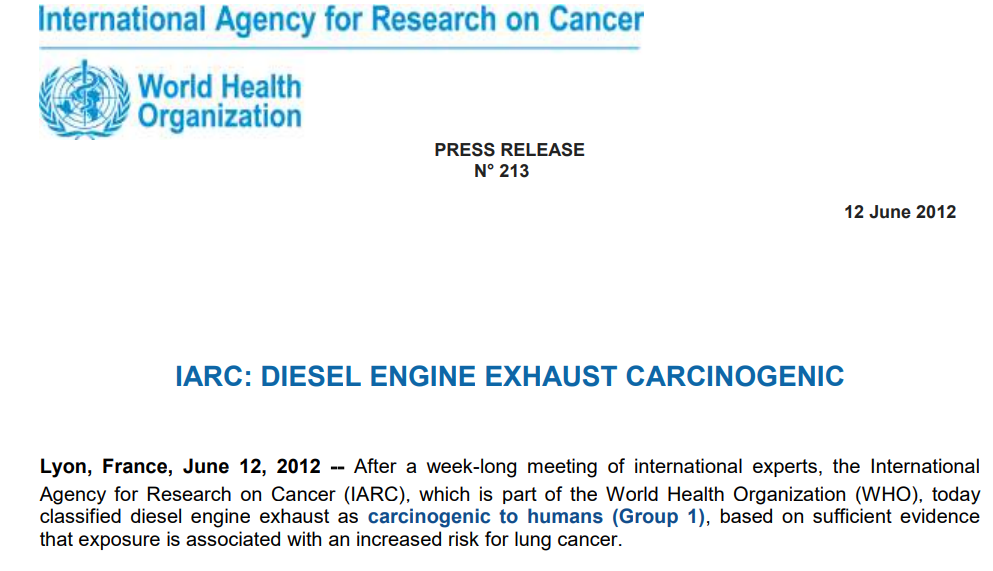 International Agency for Research on Cancer
World Health
Organization
PRESS RELEASE
N° 213
12 June 2012
IARC: DIESEL ENGINE EXHAUST CARCINOGENIC
Lyon, France, June 12, 2012 -- After a week-long meeting of international experts, the International
Agency for Research on Cancer (IARC), which is part of the World Health Organization (WHO), today
classified diesel engine exhaust as carcinogenic to humans (Group 1), based on sufficient evidence
that exposure is associated with an increased risk for lung cancer.